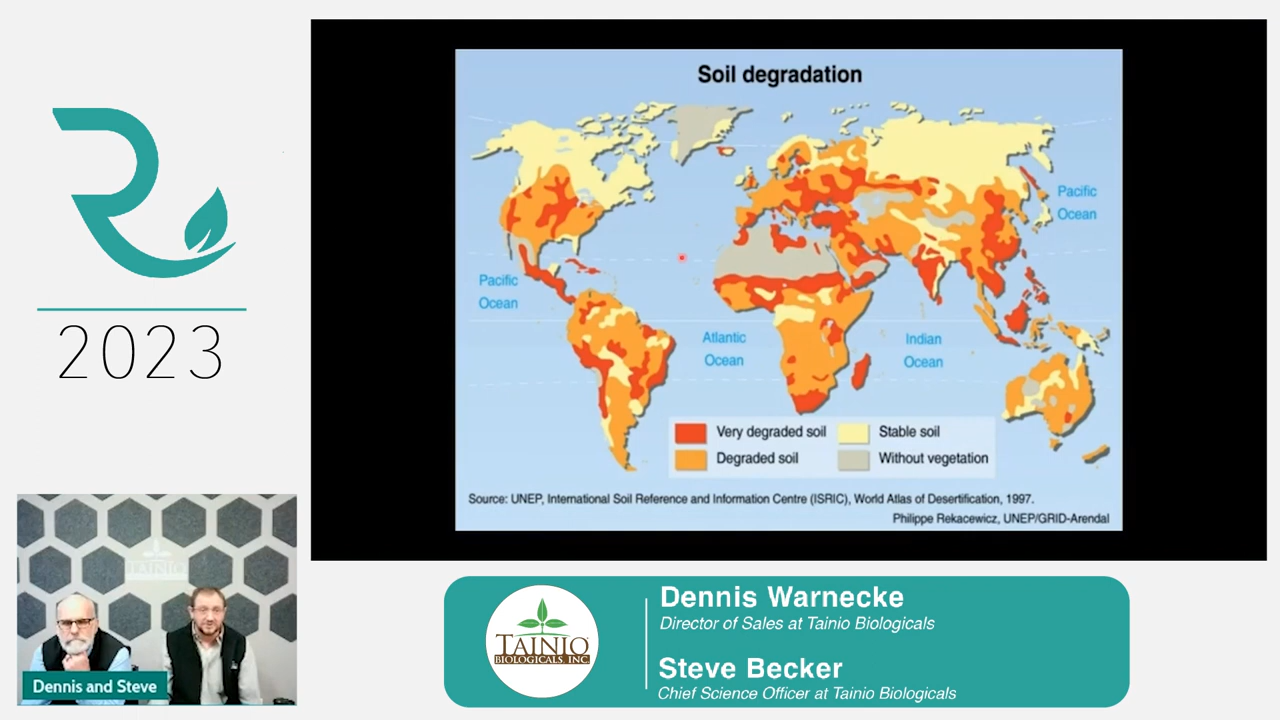 2023
Soil degradation
Pacific
Ocean
Pacific
Ocean
Atlantic
Ocean
Indian
Ocean
Very degraded soil
Stable soil
Degraded soil
Without vegetation
Source: UNEP, International Soil Reference and Information Centre (ISRIC), World Atlas of Desertification, 1997.
Philippe Rekacewicz, UNEP/GRID-Arendal
TAINIO
Dennis and Steve
TAINIO
BIOLOGICALS, INC.
Dennis Warnecke
Director of Sales at Tainio Biologicals
Steve Becker
Chief Science Officer at Tainio Biologicals